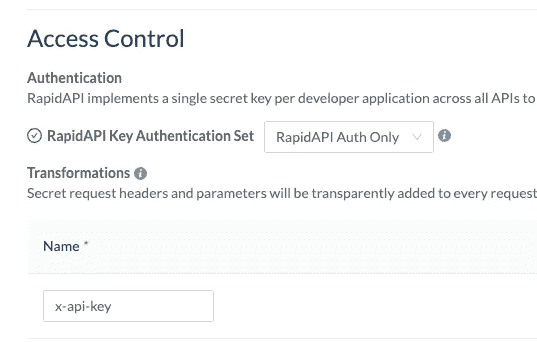 Access Control
Authentication
RapidAPI implements a single secret key per developer application across all APIs to
RapidAPI Key Authentication Set RapidAPI Auth Only
Transformations
Secret request headers and parameters will be transparently added to every request
Name *
x-api-key